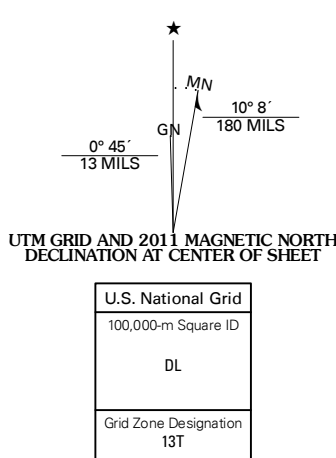 ★
MN
GN
10° 8´
180 MILS
0° 45´
13 MILS
UTM GRID AND 2011 MAGNETIC NORTH
DECLINATION AT CENTER OF SHEET
U.S. National Grid
100,000-m Square ID
DL
Grid Zone Designation
13T